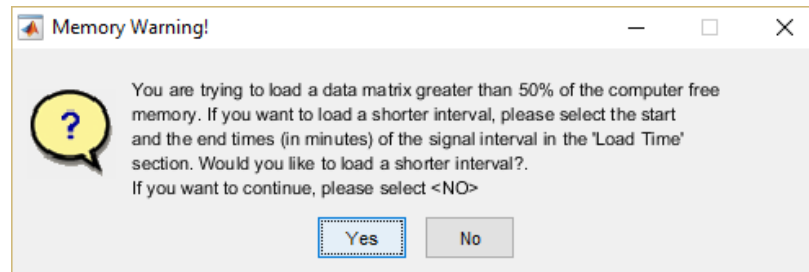 Memory Warning!
You are trying to load a data matrix greater than 50% of the computer free
memory. If you want to load a shorter interval, please select the start
and the end times (in minutes) of the signal interval in the 'Load Time'
section. Would you like to load a shorter interval?.
If you want to continue, please select <NO>
?
Yes No